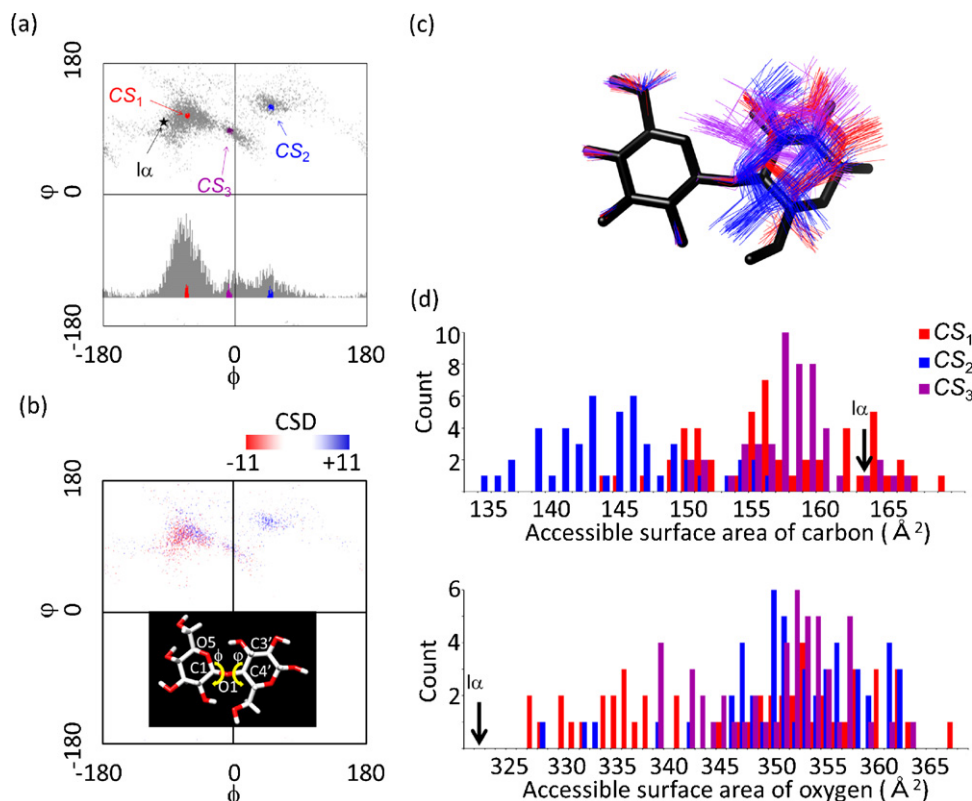 (a)
180
CS1
Iα
CS2
CS3
φ
0
-180
-180 0 180
ϕ
(b)
CSD
-11 +11
180
φ
0
O5
C3'
C1
ϕ
φ
C4'
O1
-180
-180 0 180
ϕ
(c)
(d)
10
8
6
4
2
Count
CS1
CS2
CS3
Iα
135 140 145 150 155 160 165
Accessible surface area of carbon ( Å2)
6
4
2
Count
Iα
325 330 335 340 345 350 355 360 365
Accessible surface area of oxygen ( Å2)